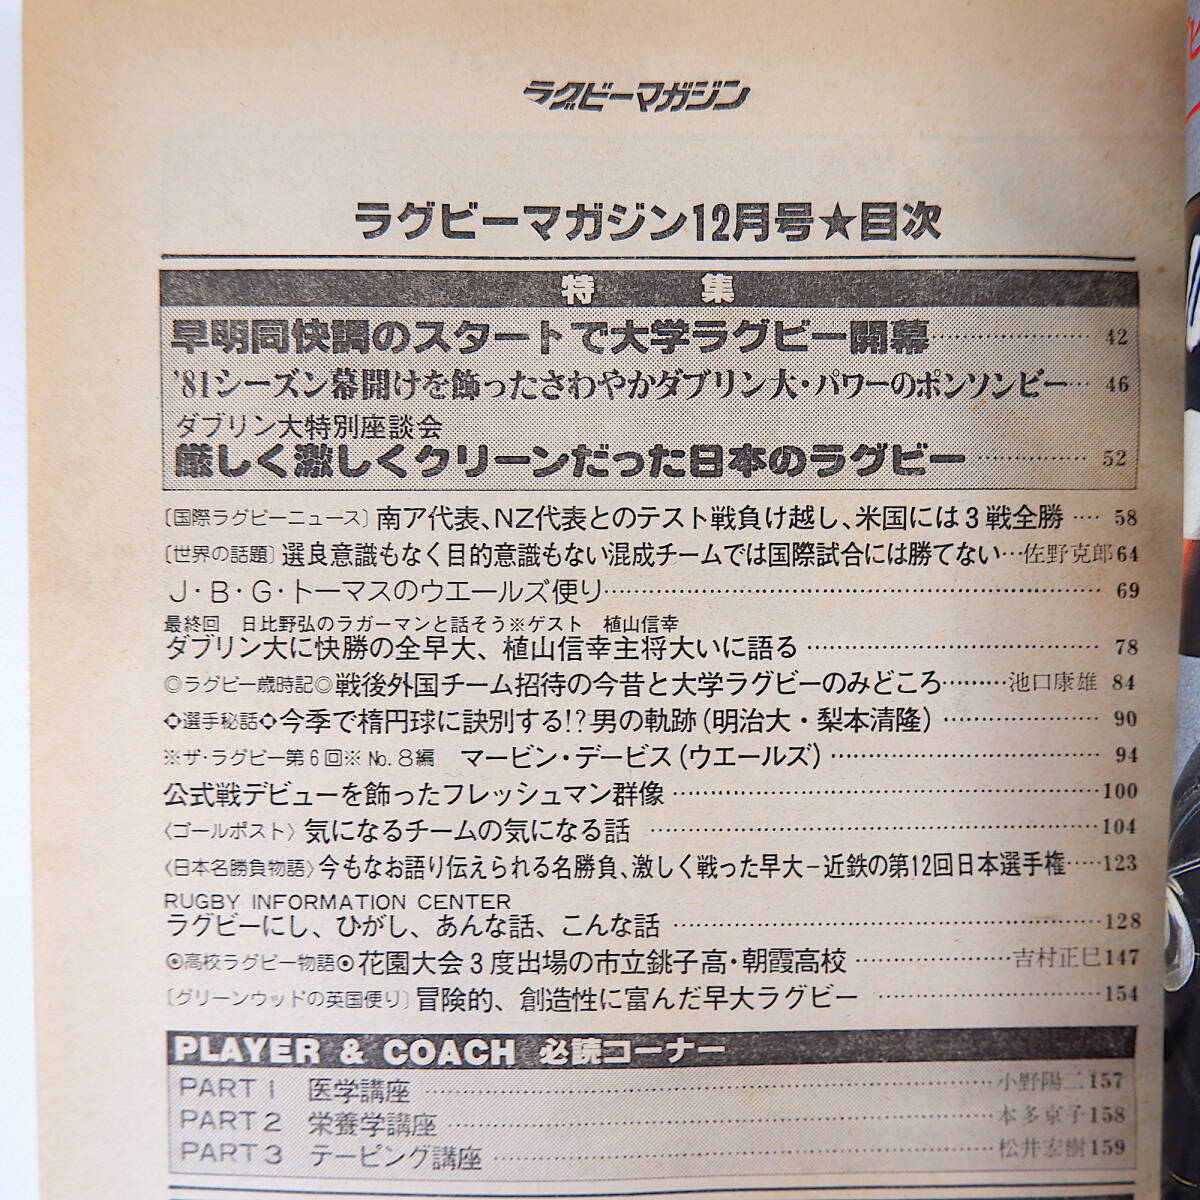 ラグビーマガジン
ラグビーマガジン12月号★目次
特集
早明同快調のスタートで大学ラグビー開幕……………… 42
'81シーズン幕開けを飾ったさわやかダブリン大・パワーのポンソンビー… 46
ダブリン大特別座談会
厳しく激しくクリーンだった日本のラグビー……………… 52
〔国際ラグビーニュース〕南ア代表、NZ代表とのテスト戦負け越し、米国には3戦全勝…… 58
〔世界の話題〕選良意識もなく目的意識もない混成チームでは国際試合には勝てない…佐野克郎64
J・B・G・トーマスのウエールズ便り……………… 69
最終回 日比野弘のラガーマンと話そう※ゲスト 植山信幸
ダブリン大に快勝の全早大、植山信幸主将大いに語る……………… 78
◎ラグビー歳時記◎戦後外国チーム招待の今昔と大学ラグビーのみどころ………池口康雄 84
◇選手秘話◇今季で楕円球に訣別する!?男の軌跡(明治大・梨本清隆)……………… 90
※ザ・ラグビー第6回※No.8編 マービン・デービス(ウエールズ)……………… 94
公式戦デビューを飾ったフレッシュマン群像………………100
〈ゴールポスト〉気になるチームの気になる話………………104
〈日本名勝負物語〉今もなお語り伝えられる名勝負、激しく戦った早大−近鉄の第12回日本選手権……123
RUGBY INFORMATION CENTER
ラグビーにし、ひがし、あんな話、こんな話………………128
⦿高校ラグビー物語⦿花園大会3度出場の市立銚子高・朝霞高校………………吉村正巳147
〔グリーンウッドの英国便り〕冒険的、創造性に富んだ早大ラグビー………………154
PLAYER & COACH 必読コーナー
PART 1 医学講座………………小野陽二157
PART 2 栄養学講座………………本多京子158
PART 3 テーピング講座………………松井宏樹159